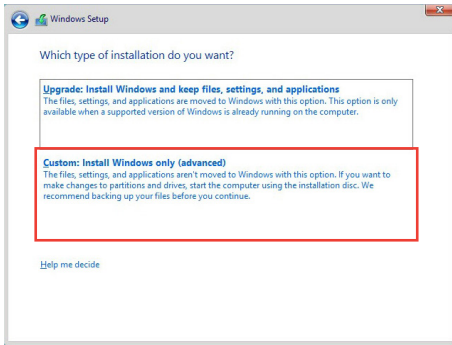 Windows Setup
Which type of installation do you want?
Upgrade: Install Windows and keep files, settings, and applications
The files, settings, and applications are moved to Windows with this option. This option is only
available when a supported version of Windows is already running on the computer.
Custom: Install Windows only (advanced)
The files, settings, and applications aren't moved to Windows with this option. If you want to
make changes to partitions and drives, start the computer using the installation disc. We
recommend backing up your files before you continue.
Help me decide